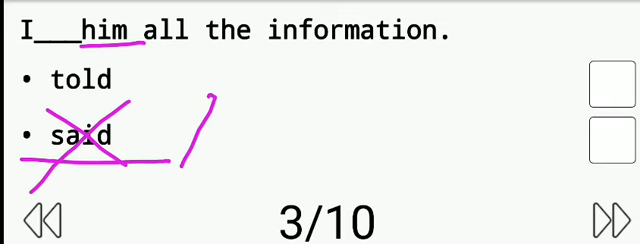 I___him all the information.
• told
• said
3/10